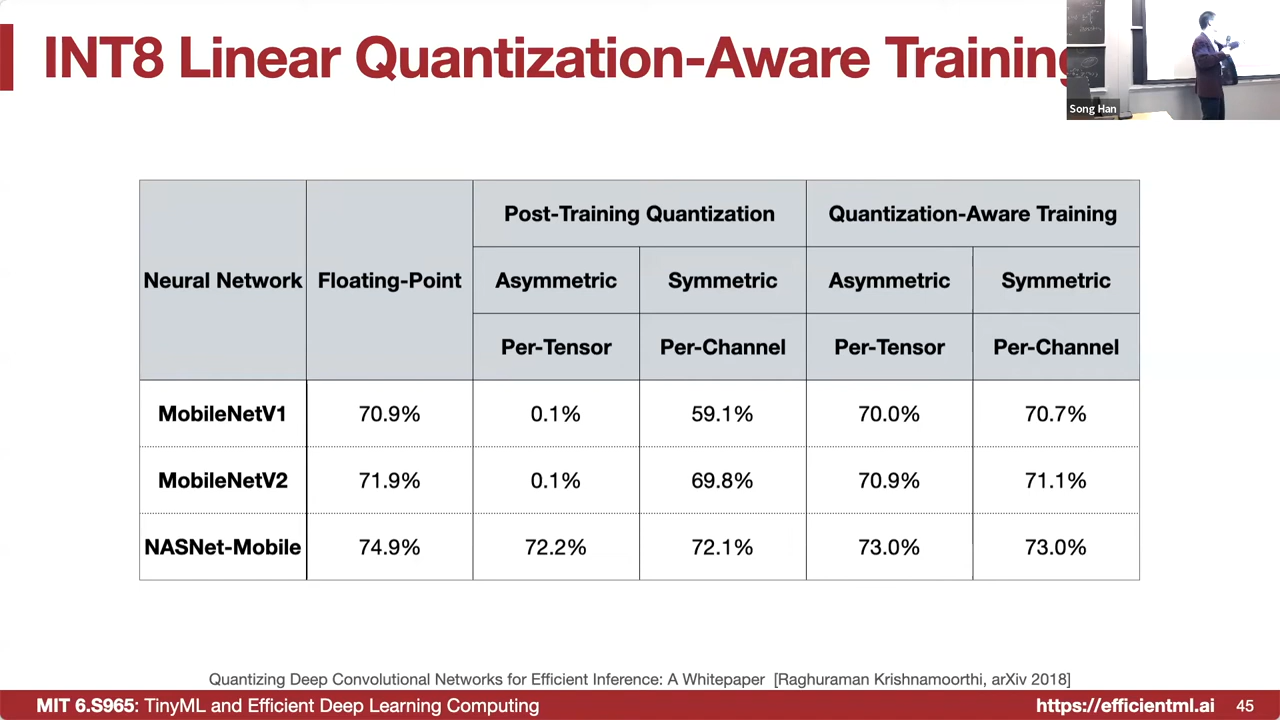 INT8 Linear Quantization-Aware Training
Song Han
Post-Training Quantization Quantization-Aware Training
Neural Network Floating-Point Asymmetric Symmetric Asymmetric Symmetric
Per-Tensor Per-Channel Per-Tensor Per-Channel
MobileNetV1 70.9% 0.1% 59.1% 70.0% 70.7%
MobileNetV2 71.9% 0.1% 69.8% 70.9% 71.1%
NASNet-Mobile 74.9% 72.2% 72.1% 73.0% 73.0%
Quantizing Deep Convolutional Networks for Efficient Inference: A Whitepaper [Raghuraman Krishnamoorthi, arXiv 2018]
MIT 6.S965: TinyML and Efficient Deep Learning Computing https://efficientml.ai 45